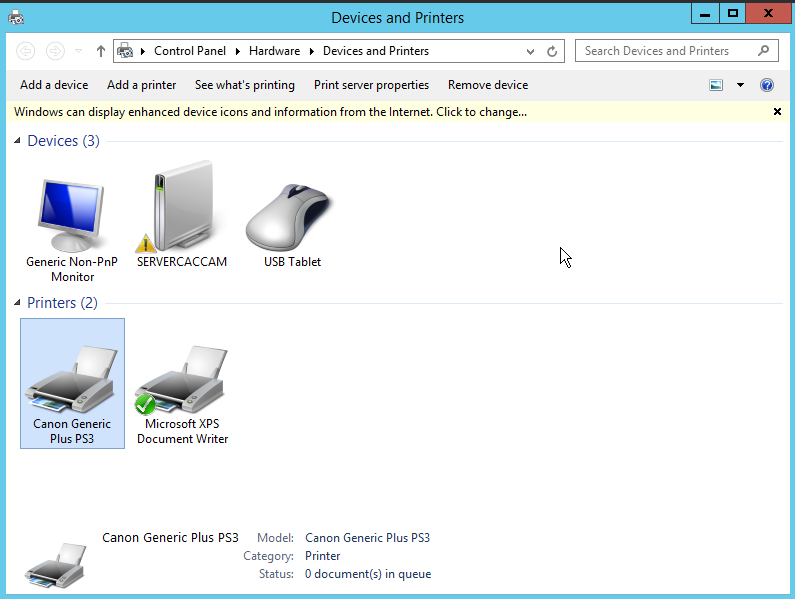 Devices and Printers
Control Panel Hardware Devices and Printers
Search Devices and Printers
Add a device Add a printer See what's printing Print server properties Remove device
Windows can display enhanced device icons and information from the Internet. Click to change...
Devices (3)
Generic Non-PnP
Monitor
SERVERCACCAM
USB Tablet
Printers (2)
Canon Generic
Plus PS3
Microsoft XPS
Document Writer
Canon Generic Plus PS3 Model: Canon Generic Plus PS3
Category: Printer
Status: 0 document(s) in queue